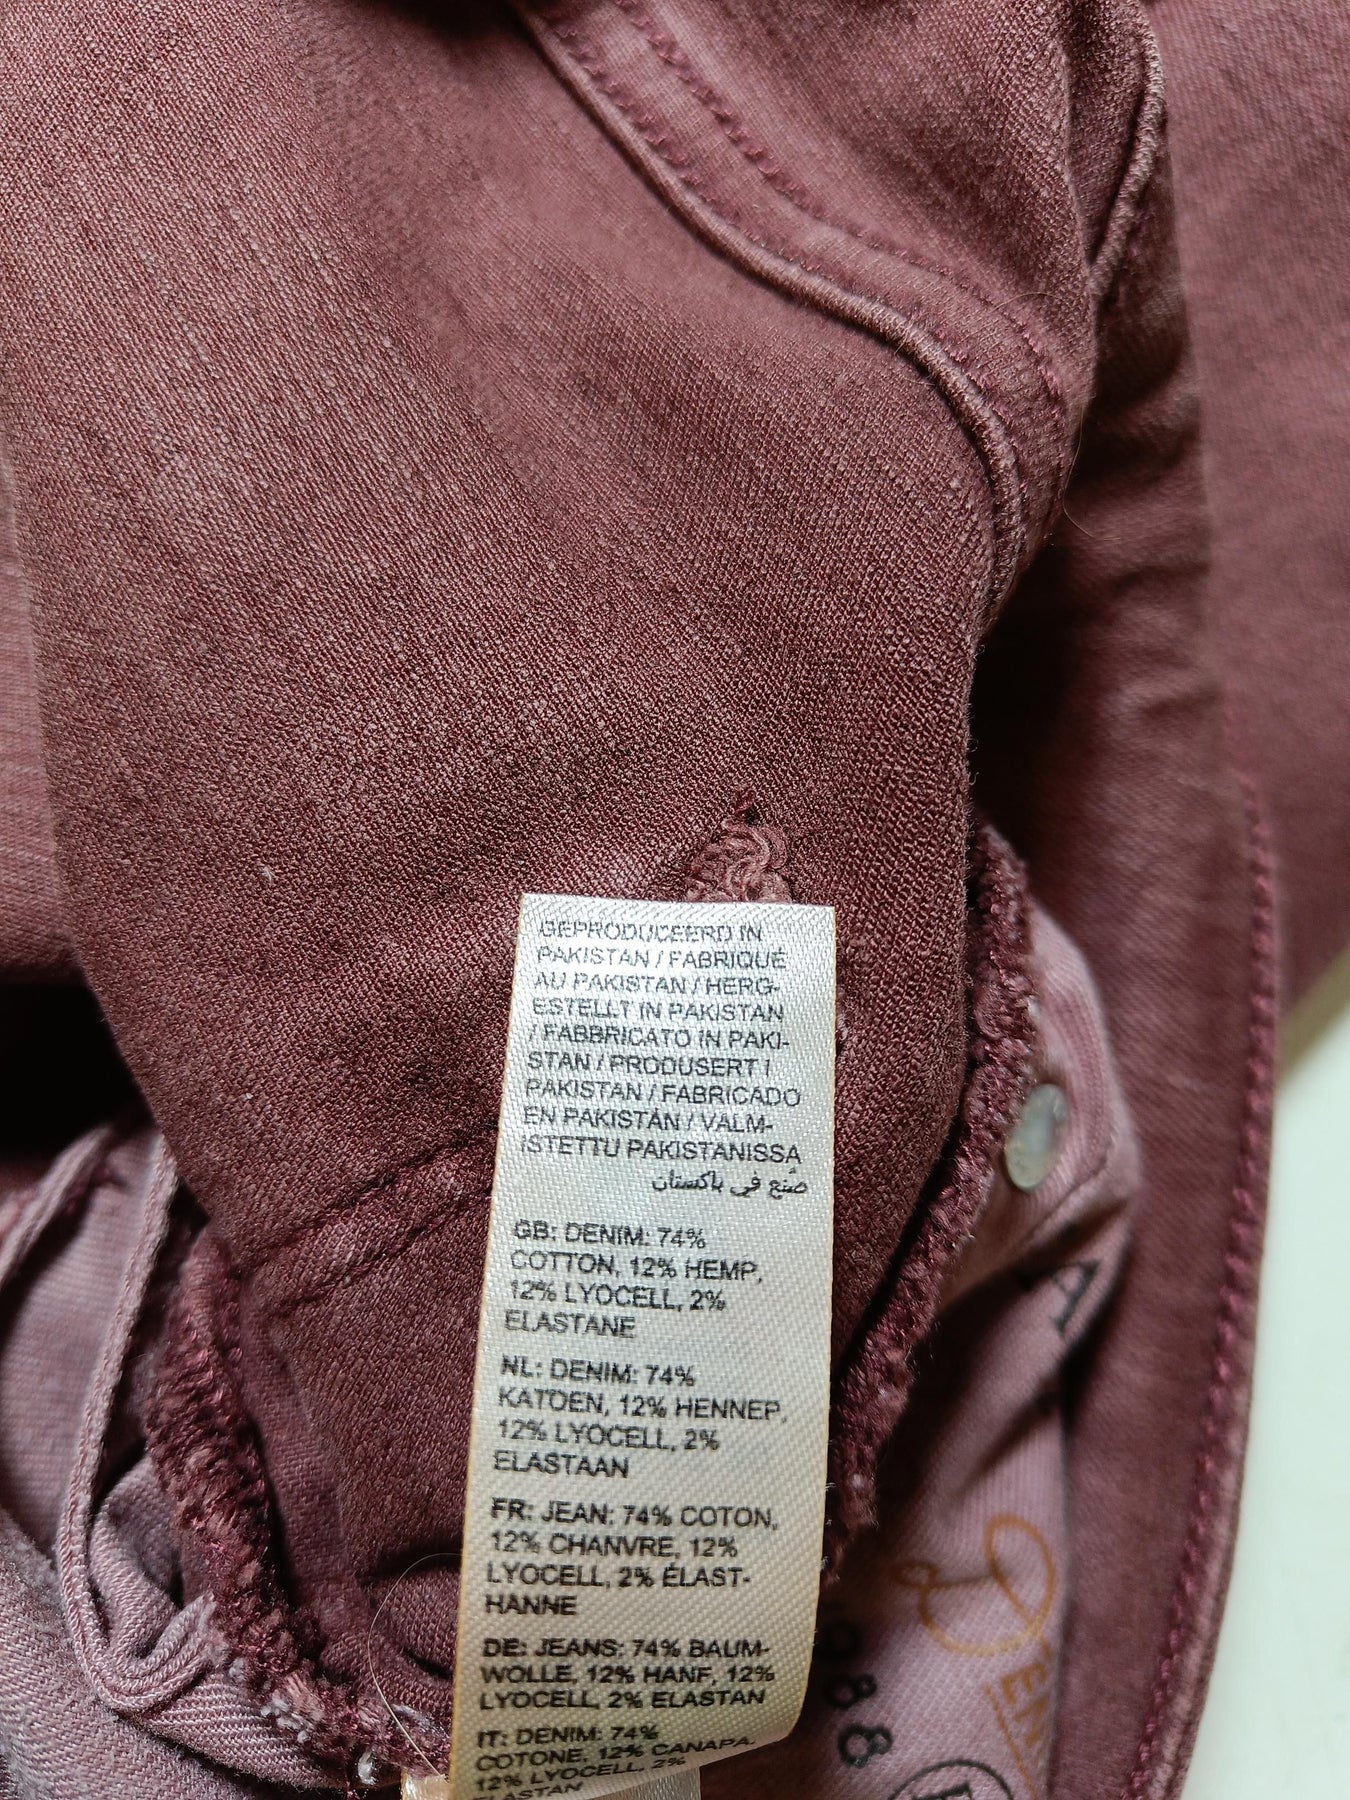 GEPRODUCEERD IN
PAKISTAN / FABRIQUÉ
AU PAKISTAN / HERG-
ESTELLT IN PAKISTAN
/ FABBRICATO IN PAKI-
STAN / PRODUSERT I
PAKISTAN / FABRICADO
EN PAKISTÁN / VALM-
ISTETTU PAKISTANISSA
صنع في باكستان
GB: DENIM: 74%
COTTON, 12% HEMP,
12% LYOCELL, 2%
ELASTANE
NL: DENIM: 74%
KATOEN, 12% HENNEP,
12% LYOCELL, 2%
ELASTAAN
FR: JEAN: 74% COTON,
12% CHANVRE, 12%
LYOCELL, 2% ÉLAST-
HANNE
DE: JEANS: 74% BAUM-
WOLLE, 12% HANF, 12%
LYOCELL, 2% ELASTAN
IT: DENIM: 74%
COTONE, 12% CANAPA,
12% LYOCELL, 2%
ELASTAN